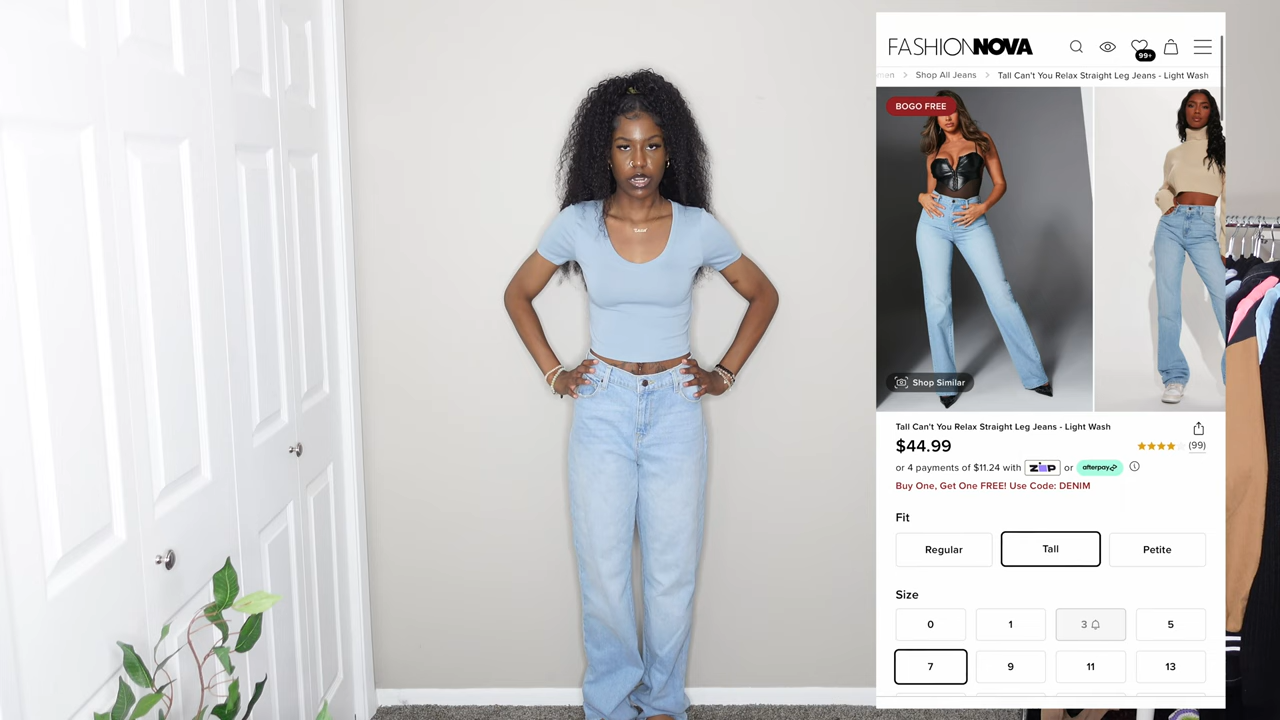 FASHIONNOVA
99+
men > Shop All Jeans > Tall Can't You Relax Straight Leg Jeans - Light Wash
BOGO FREE
Shop Similar
Tall Can't You Relax Straight Leg Jeans - Light Wash
$44.99
(99)
or 4 payments of $11.24 with ZIP or afterpay
Buy One, Get One FREE! Use Code: DENIM
Fit
Regular Tall Petite
Size
0 1 3 5
7 9 11 13